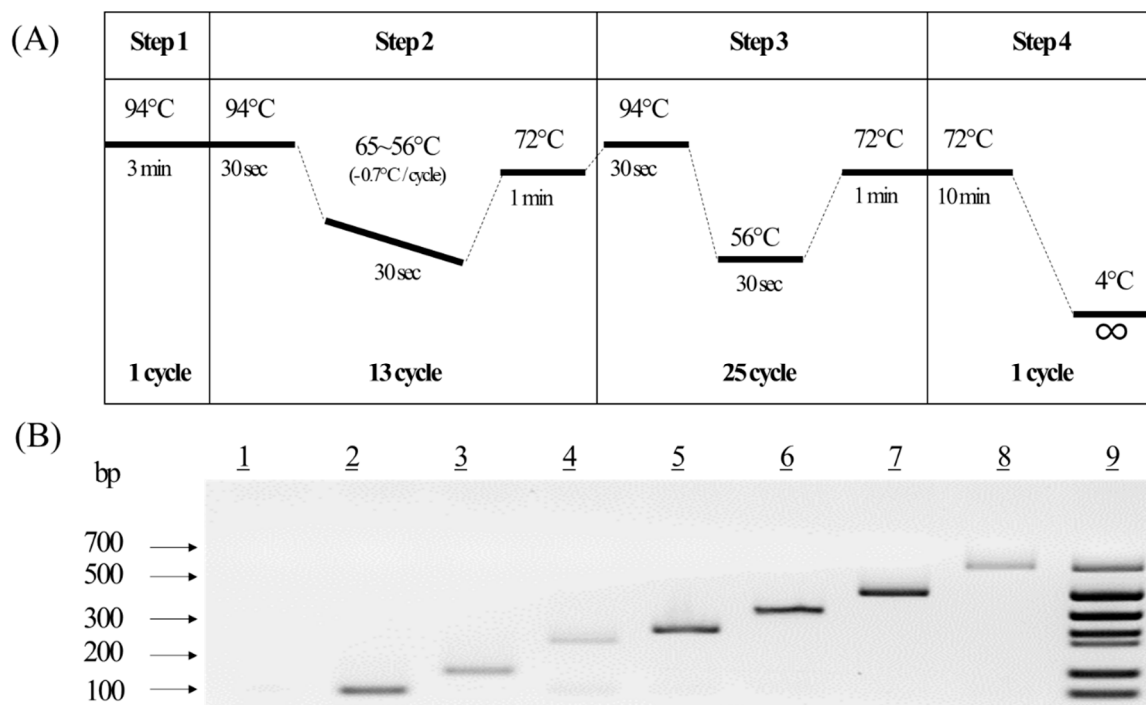 (A)
Step 1 Step 2 Step 3 Step 4
94°C 94°C 65~56°C 72°C 94°C 72°C 72°C
3 min 30 sec (-0.7°C / cycle) 1 min 30 sec 1 min 10 min
30 sec 56°C 30 sec 4°C
∞
1 cycle 13 cycle 25 cycle 1 cycle
(B)
bp 1 2 3 4 5 6 7 8 9
700
500
300
200
100